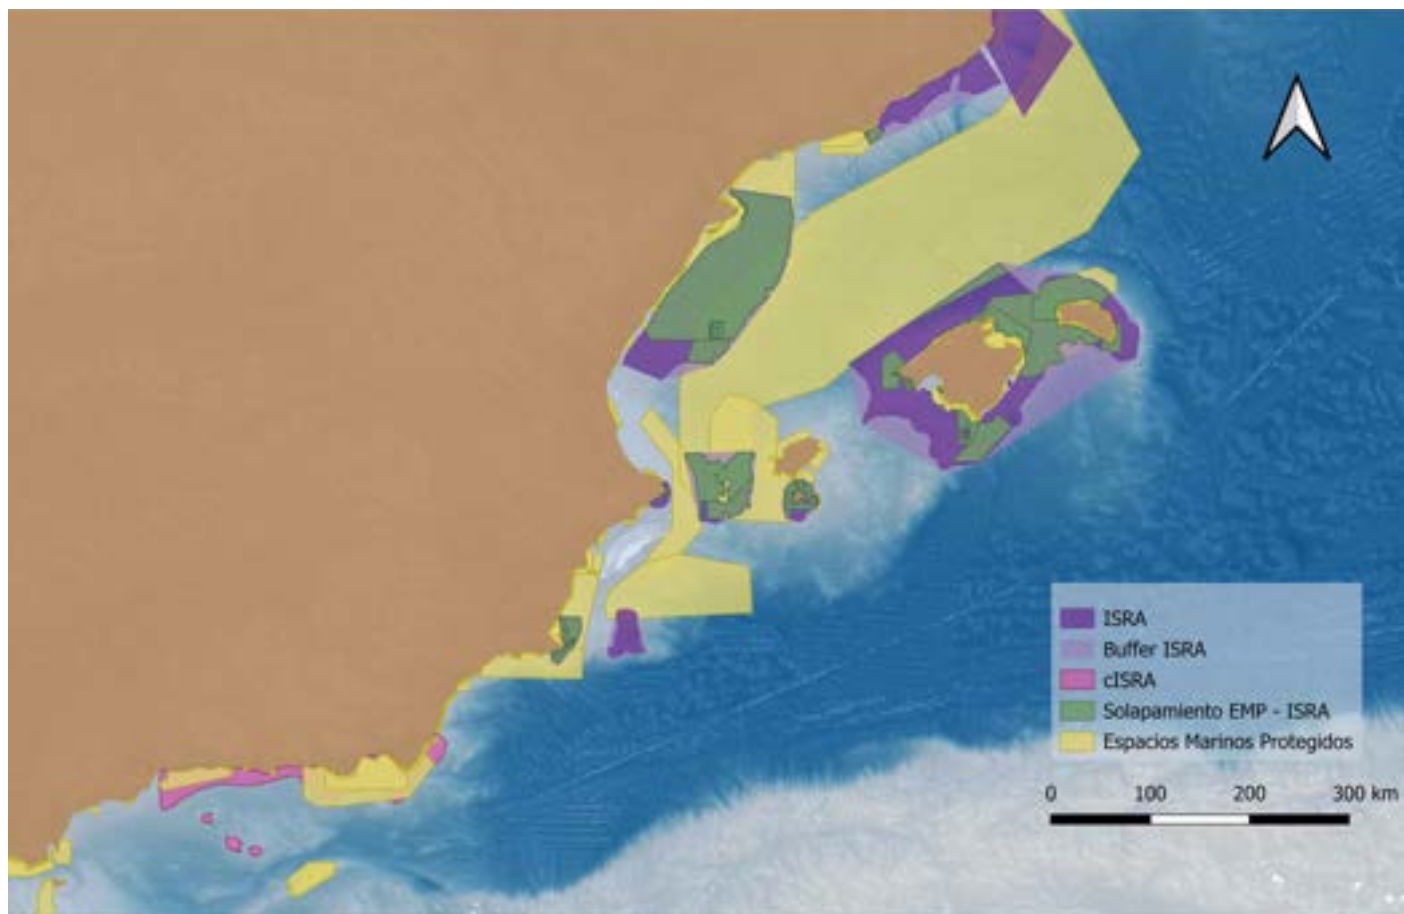 ISRA
Buffer ISRA
cISRA
Solapamiento EMP - ISRA
Espacios Marinos Protegidos
0 100 200 300 km